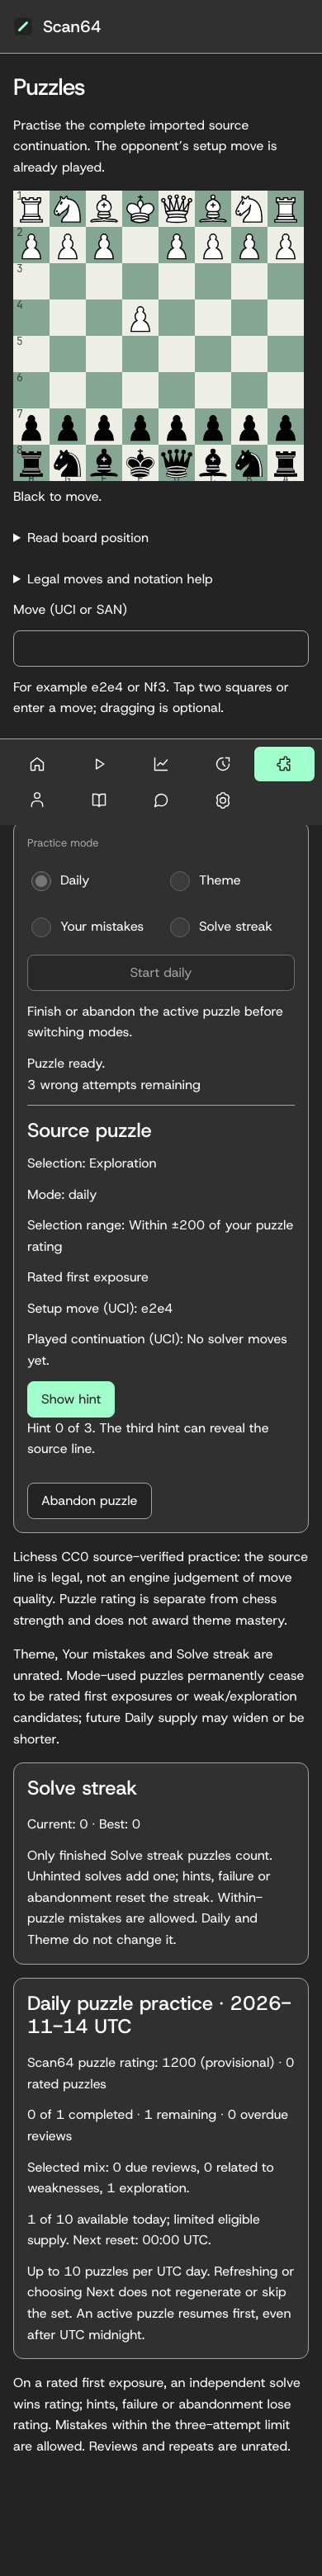 Scan64
Puzzles
Practise the complete imported source
continuation. The opponent’s setup move is
already played.
1
2
3
4
5
6
7
8
Black to move.
Read board position
Legal moves and notation help
Move (UCI or SAN)
For example e2e4 or Nf3. Tap two squares or
enter a move; dragging is optional.
Practice mode
Daily
Theme
Your mistakes
Solve streak
Start daily
Finish or abandon the active puzzle before
switching modes.
Puzzle ready.
3 wrong attempts remaining
Source puzzle
Selection: Exploration
Mode: daily
Selection range: Within ±200 of your puzzle
rating
Rated first exposure
Setup move (UCI): e2e4
Played continuation (UCI): No solver moves
yet.
Show hint
Hint 0 of 3. The third hint can reveal the
source line.
Abandon puzzle
Lichess CC0 source-verified practice: the source
line is legal, not an engine judgement of move
quality. Puzzle rating is separate from chess
strength and does not award theme mastery.
Theme, Your mistakes and Solve streak are
unrated. Mode-used puzzles permanently cease
to be rated first exposures or weak/exploration
candidates; future Daily supply may widen or be
shorter.
Solve streak
Current: 0 · Best: 0
Only finished Solve streak puzzles count.
Unhinted solves add one; hints, failure or
abandonment reset the streak. Within-
puzzle mistakes are allowed. Daily and
Theme do not change it.
Daily puzzle practice · 2026-
11-14 UTC
Scan64 puzzle rating: 1200 (provisional) · 0
rated puzzles
0 of 1 completed · 1 remaining · 0 overdue
reviews
Selected mix: 0 due reviews, 0 related to
weaknesses, 1 exploration.
1 of 10 available today; limited eligible
supply. Next reset: 00:00 UTC.
Up to 10 puzzles per UTC day. Refreshing or
choosing Next does not regenerate or skip
the set. An active puzzle resumes first, even
after UTC midnight.
On a rated first exposure, an independent solve
wins rating; hints, failure or abandonment lose
rating. Mistakes within the three-attempt limit
are allowed. Reviews and repeats are unrated.